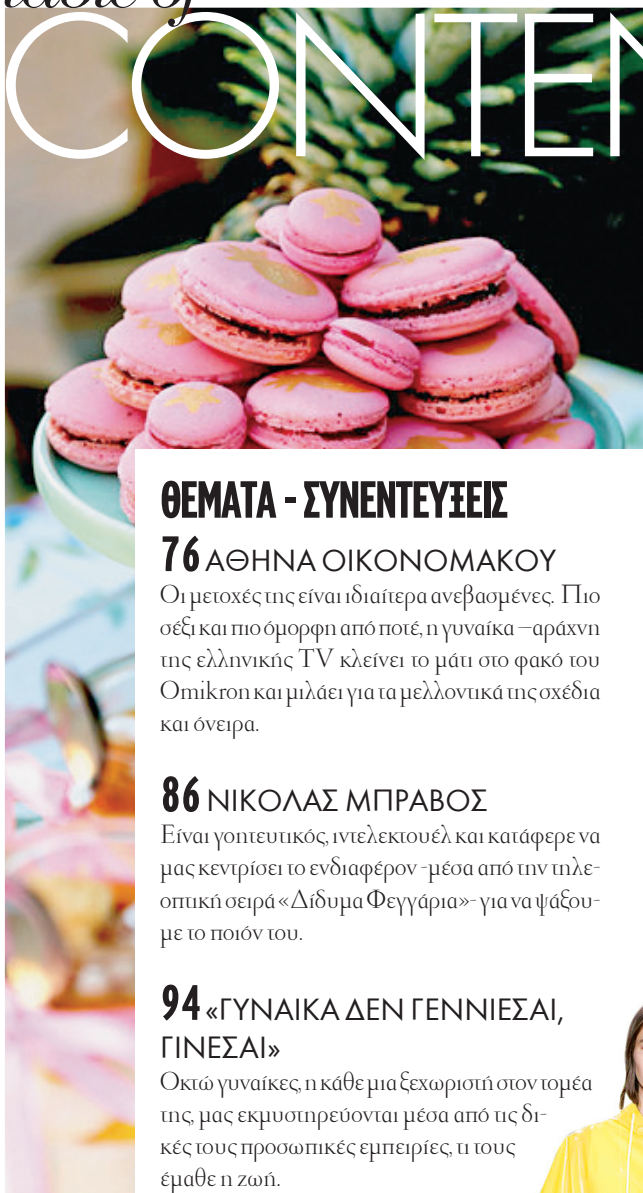 table of
CONTEN
ΘΕΜΑΤΑ - ΣΥΝΕΝΤΕΥΞΕΙΣ
76 ΑΘΗΝΑ ΟΙΚΟΝΟΜΑΚΟΥ
Οι μετοχές της είναι ιδιαίτερα ανεβασμένες. Πιο
σέξι και πιο όμορφη από ποτέ, η γυναίκα –αράχνη
της ελληνικής TV κλείνει το μάτι στο φακό του
Omikron και μιλάει για τα μελλοντικά της σχέδια
και όνειρα.
86 ΝΙΚΟΛΑΣ ΜΠΡΑΒΟΣ
Είναι γοητευτικός, ιντελεκτουέλ και κατάφερε να
μας κεντρίσει το ενδιαφέρον -μέσα από την τηλε-
οπτική σειρά «Δίδυμα Φεγγάρια»- για να ψάξου-
με το ποιόν του.
94 «ΓΥΝΑΙΚΑ ΔΕΝ ΓΕΝΝΙΕΣΑΙ,
ΓΙΝΕΣΑΙ»
Οκτώ γυναίκες, η κάθε μια ξεχωριστή στον τομέα
της, μας εκμυστηρεύονται μέσα από τις δι-
κές τους προσωπικές εμπειρίες, τι τους
έμαθε η ζωή.